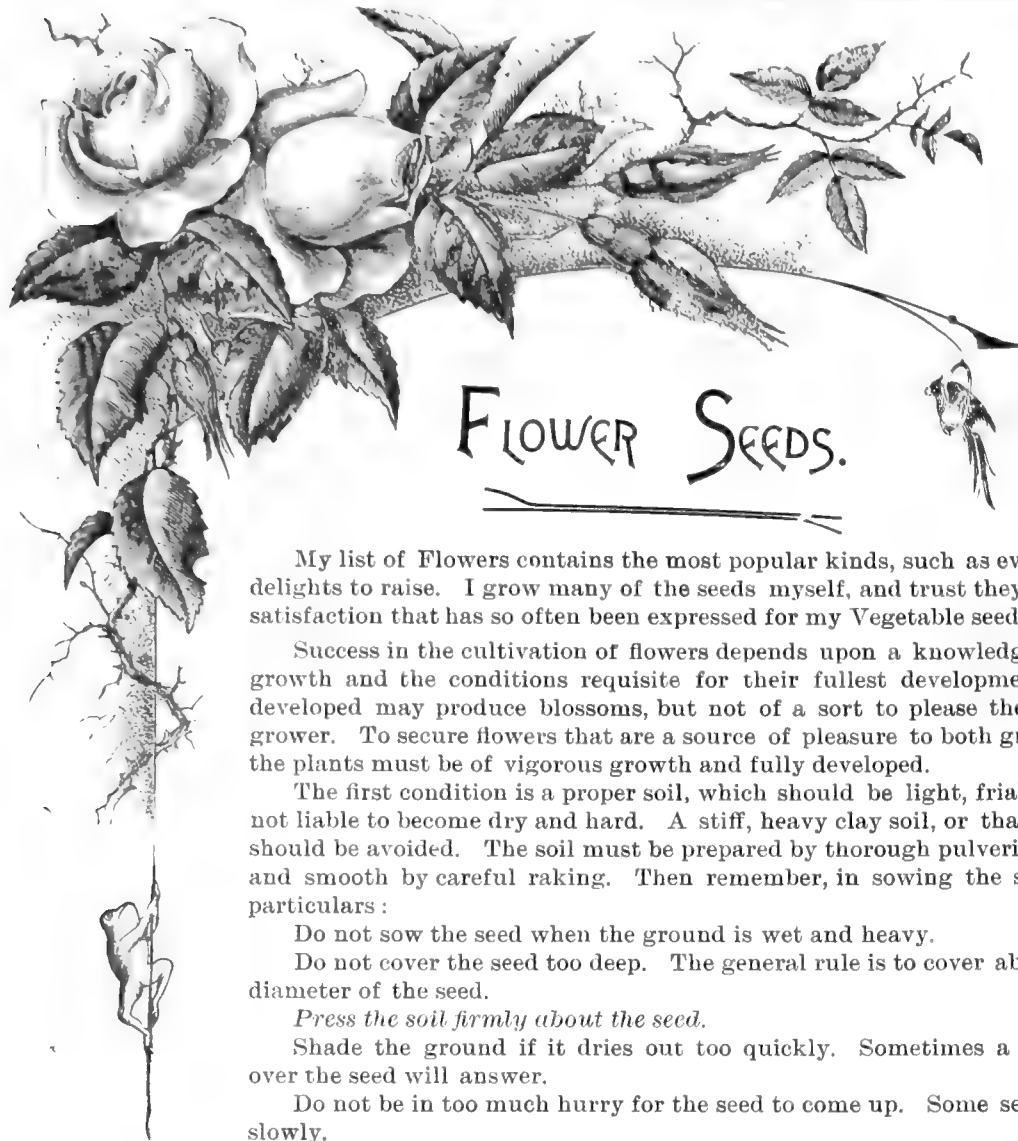 FLOWER SEEDS.
My list of Flowers contains the most popular kinds, such as ev
delights to raise. I grow many of the seeds myself, and trust they
satisfaction that has so often been expressed for my Vegetable seed
Success in the cultivation of flowers depends upon a knowledg
growth and the conditions requisite for their fullest developme
developed may produce blossoms, but not of a sort to please the
grower. To secure flowers that are a source of pleasure to both gr
the plants must be of vigorous growth and fully developed.
The first condition is a proper soil, which should be light, fria
not liable to become dry and hard. A stiff, heavy clay soil, or tha
should be avoided. The soil must be prepared by thorough pulveri
and smooth by careful raking. Then remember, in sowing the s
particulars:
Do not sow the seed when the ground is wet and heavy.
Do not cover the seed too deep. The general rule is to cover ab
diameter of the seed.
Press the soil firmly about the seed.
Shade the ground if it dries out too quickly. Sometimes a
over the seed will answer.
Do not be in too much hurry for the seed to come up. Some se
slowly.